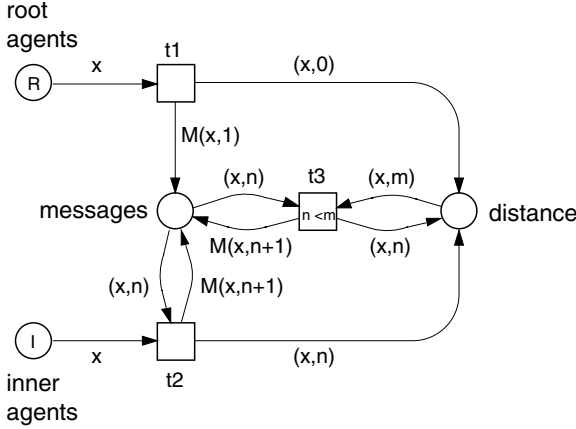 root
agents
t1
R
x
(x,0)
M(x,1)
(x,n)
t3
(x,m)
messages
n <m
distance
M(x,n+1)
(x,n)
(x,n)
M(x,n+1)
I
x
(x,n)
t2
inner
agents